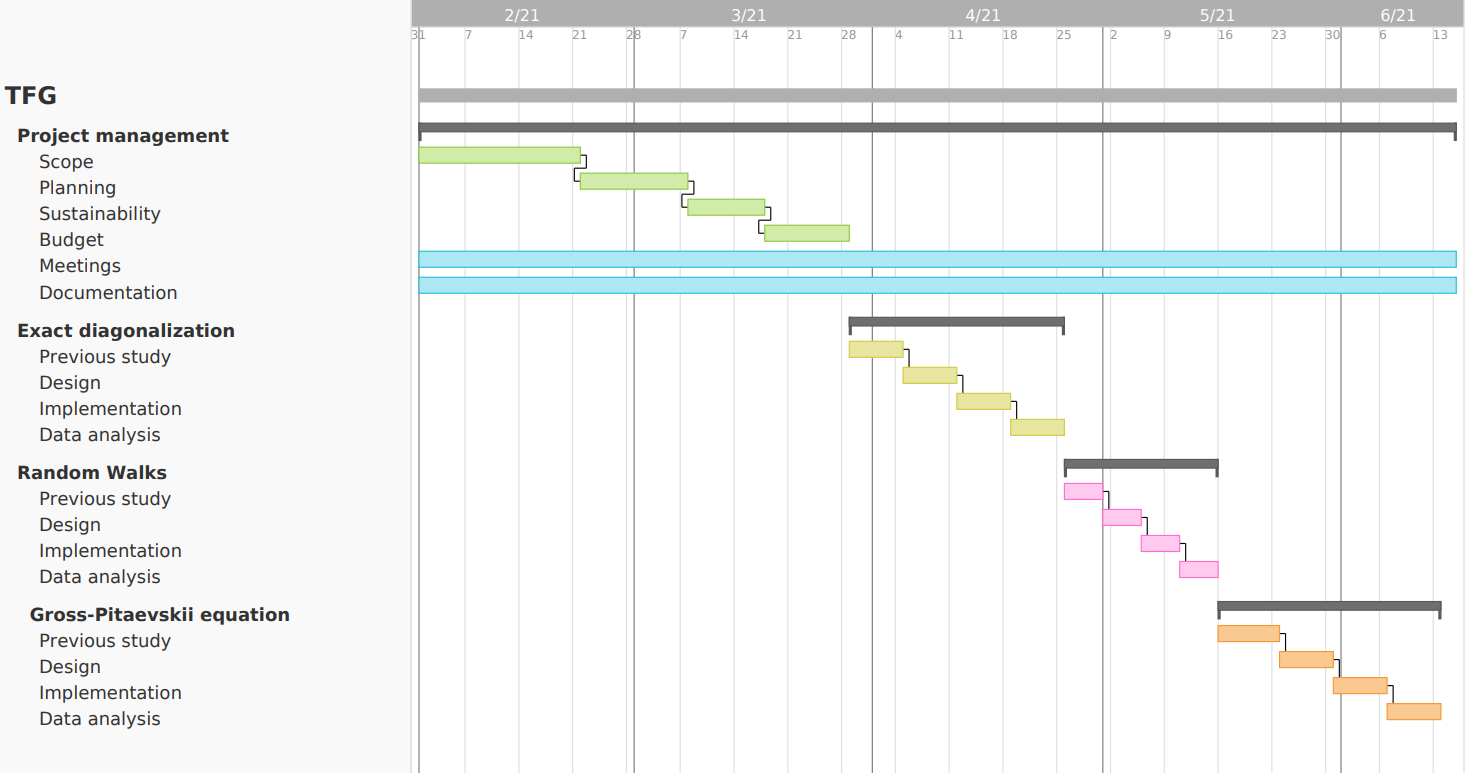 2/21 3/21 4/21 5/21 6/21
31 7 14 21 28 7 14 21 28 4 11 18 25 2 9 16 23 30 6 13
TFG
Project management
Scope
Planning
Sustainability
Budget
Meetings
Documentation
Exact diagonalization
Previous study
Design
Implementation
Data analysis
Random Walks
Previous study
Design
Implementation
Data analysis
Gross-Pitaevskii equation
Previous study
Design
Implementation
Data analysis